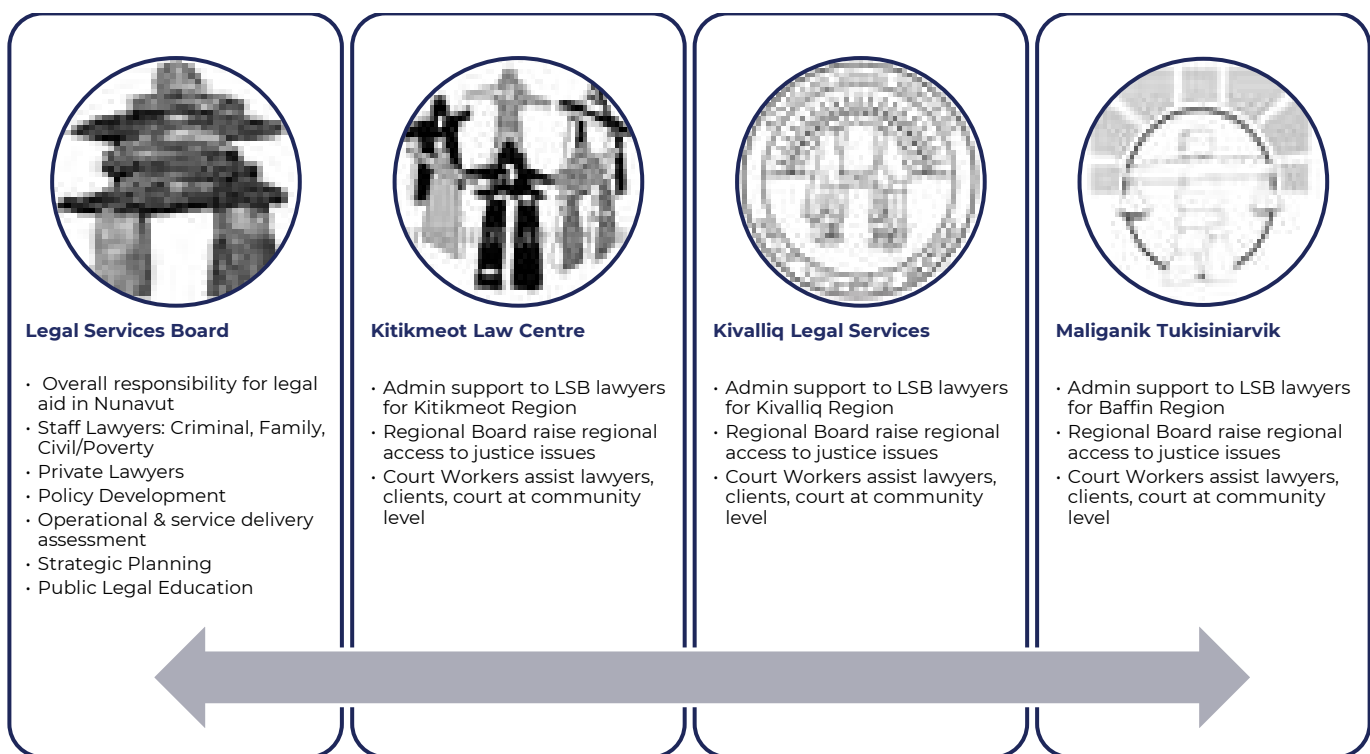 Legal Services Board
· Overall responsibility for legal
aid in Nunavut
· Staff Lawyers: Criminal, Family,
Civil/Poverty
· Private Lawyers
· Policy Development
· Operational & service delivery
assessment
· Strategic Planning
· Public Legal Education
Kitikmeot Law Centre
· Admin support to LSB lawyers
for Kitikmeot Region
· Regional Board raise regional
access to justice issues
· Court Workers assist lawyers,
clients, court at community
level
Kivalliq Legal Services
· Admin support to LSB lawyers
for Kivalliq Region
· Regional Board raise regional
access to justice issues
· Court Workers assist lawyers,
clients, court at community
level
Maliganik Tukisiniarvik
· Admin support to LSB lawyers
for Baffin Region
· Regional Board raise regional
access to justice issues
· Court Workers assist lawyers,
clients, court at community
level